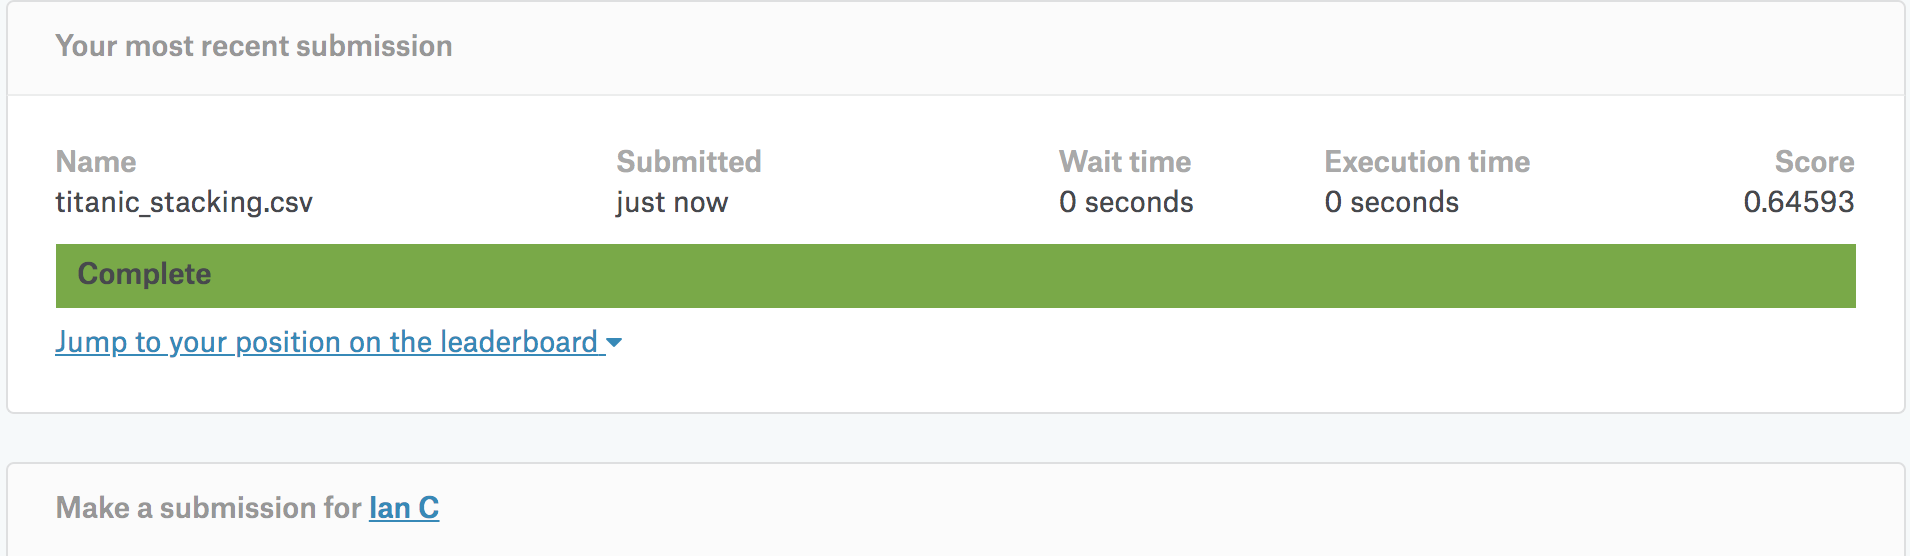 Your most recent submission
Name Submitted Wait time Execution time Score
titanic_stacking.csv just now 0 seconds 0 seconds 0.64593
Complete
Jump to your position on the leaderboard
Make a submission for Ian C